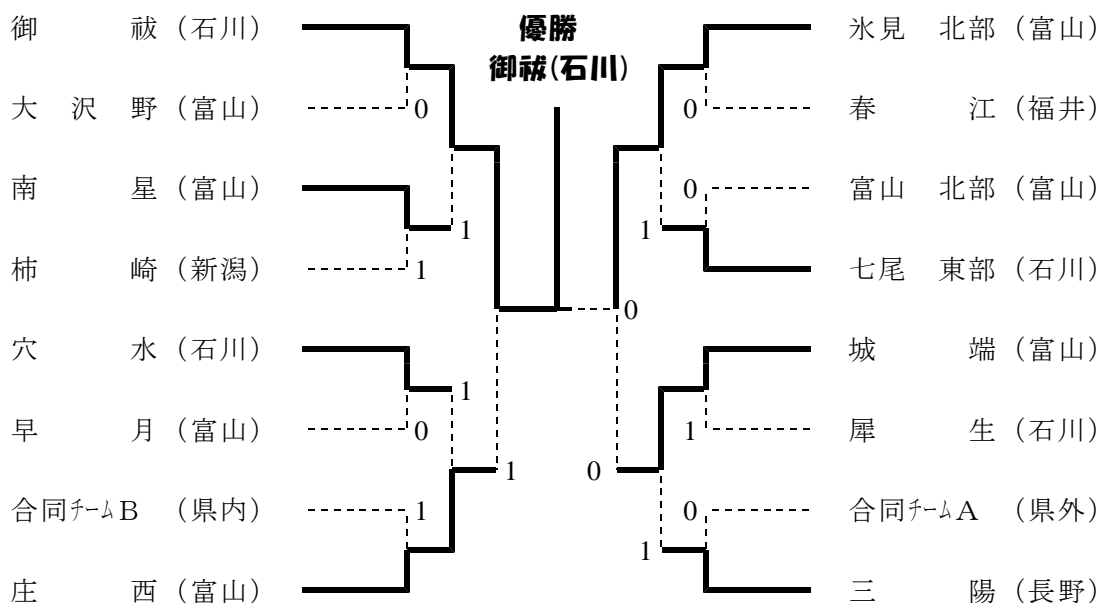 優勝
御祓(石川)
御　　祓（石川）
0
大　沢　野（富山）
南　　星（富山）
1
柿　　崎（新潟）
1
穴　　水（石川）
1
早　　月（富山）
0
1
合同チームB　（県内）
1
庄　　西（富山）
氷見　北部（富山）
0
春　　江（福井）
0
富山　北部（富山）
1
七尾　東部（石川）
0
城　　端（富山）
1
犀　　生（石川）
0
0
合同チームA　（県外）
1
三　　陽（長野）